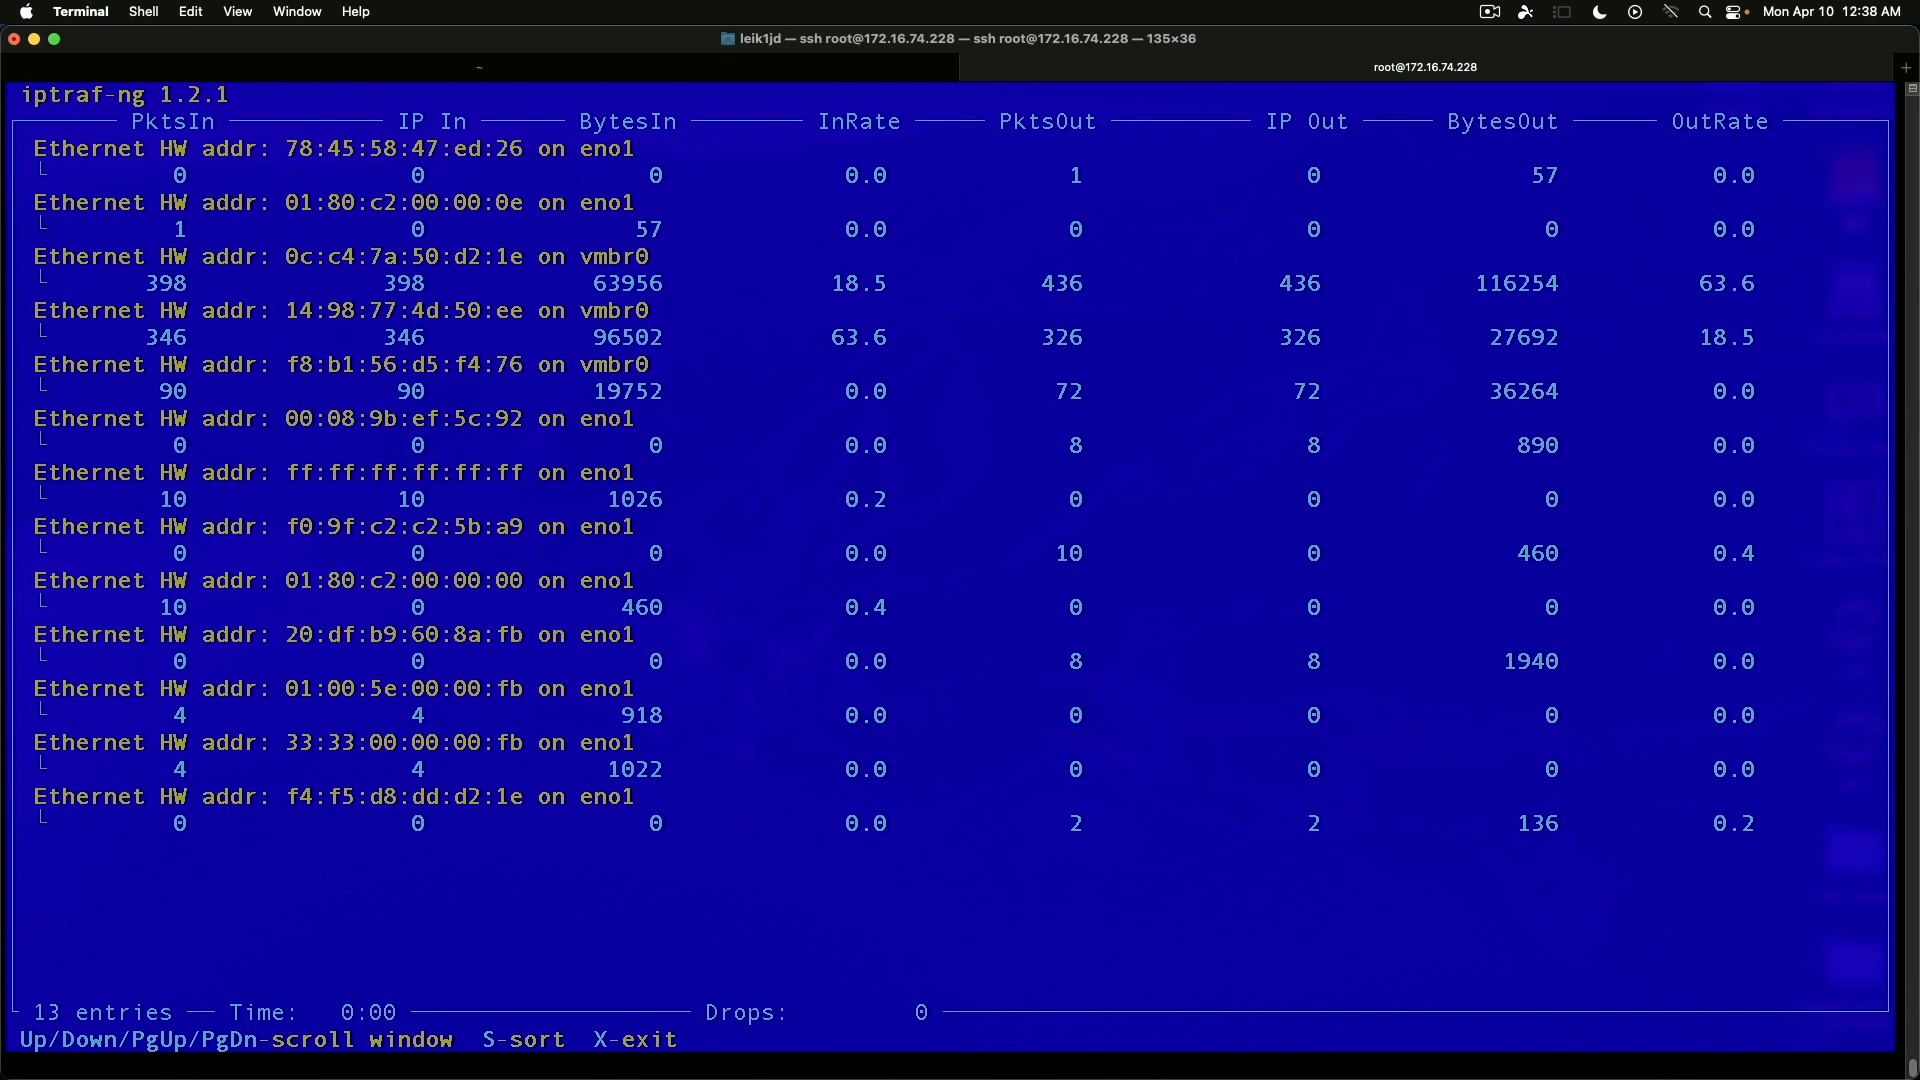 Terminal Shell Edit View Window Help Mon Apr 10 12:38 AM
leik1jd — ssh root@172.16.74.228 — ssh root@172.16.74.228 — 135×36
~ root@172.16.74.228 +
iptraf-ng 1.2.1
PktsIn IP In BytesIn InRate PktsOut IP Out BytesOut OutRate
Ethernet HW addr: 78:45:58:47:ed:26 on eno1
0 0 0 0.0 1 0 57 0.0
Ethernet HW addr: 01:80:c2:00:00:0e on eno1
1 0 57 0.0 0 0 0 0.0
Ethernet HW addr: 0c:c4:7a:50:d2:1e on vmbr0
398 398 63956 18.5 436 436 116254 63.6
Ethernet HW addr: 14:98:77:4d:50:ee on vmbr0
346 346 96502 63.6 326 326 27692 18.5
Ethernet HW addr: f8:b1:56:d5:f4:76 on vmbr0
90 90 19752 0.0 72 72 36264 0.0
Ethernet HW addr: 00:08:9b:ef:5c:92 on eno1
0 0 0 0.0 8 8 890 0.0
Ethernet HW addr: ff:ff:ff:ff:ff:ff on eno1
10 10 1026 0.2 0 0 0 0.0
Ethernet HW addr: f0:9f:c2:c2:5b:a9 on eno1
0 0 0 0.0 10 0 460 0.4
Ethernet HW addr: 01:80:c2:00:00:00 on eno1
10 0 460 0.4 0 0 0 0.0
Ethernet HW addr: 20:df:b9:60:8a:fb on eno1
0 0 0 0.0 8 8 1940 0.0
Ethernet HW addr: 01:00:5e:00:00:fb on eno1
4 4 918 0.0 0 0 0 0.0
Ethernet HW addr: 33:33:00:00:00:fb on eno1
4 4 1022 0.0 0 0 0 0.0
Ethernet HW addr: f4:f5:d8:dd:d2:1e on eno1
0 0 0 0.0 2 2 136 0.2
13 entries — Time: 0:00 Drops: 0
Up/Down/PgUp/PgDn-scroll window S-sort X-exit